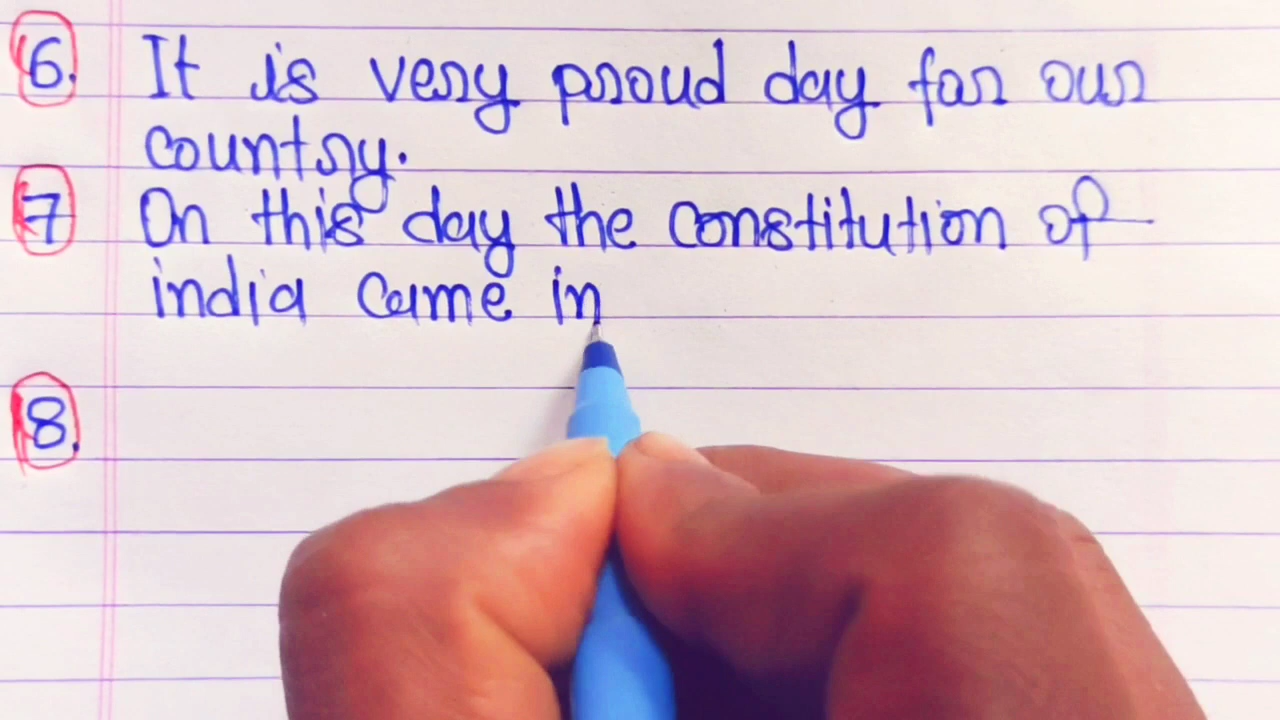 6. It is very proud day for our
country.
7 On this day the constitution of
india came in
8.